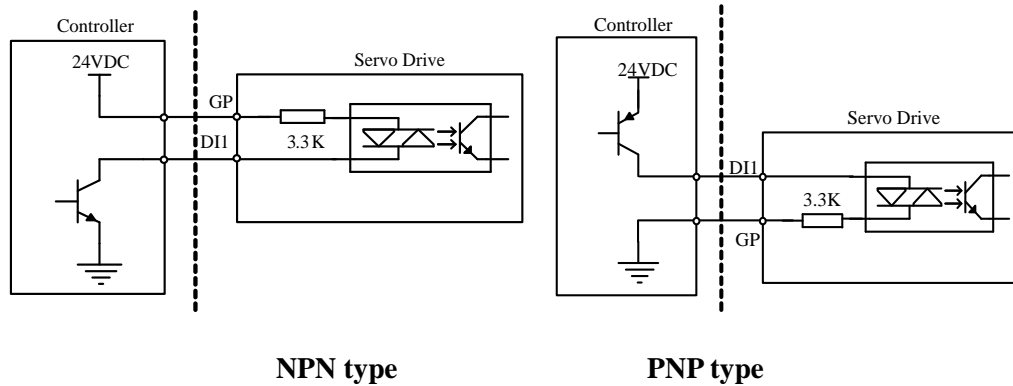 Controller
24VDC
Servo Drive
GP
3.3K
DI1
NPN type
Controller
24VDC
Servo Drive
DI1
3.3K
GP
PNP type